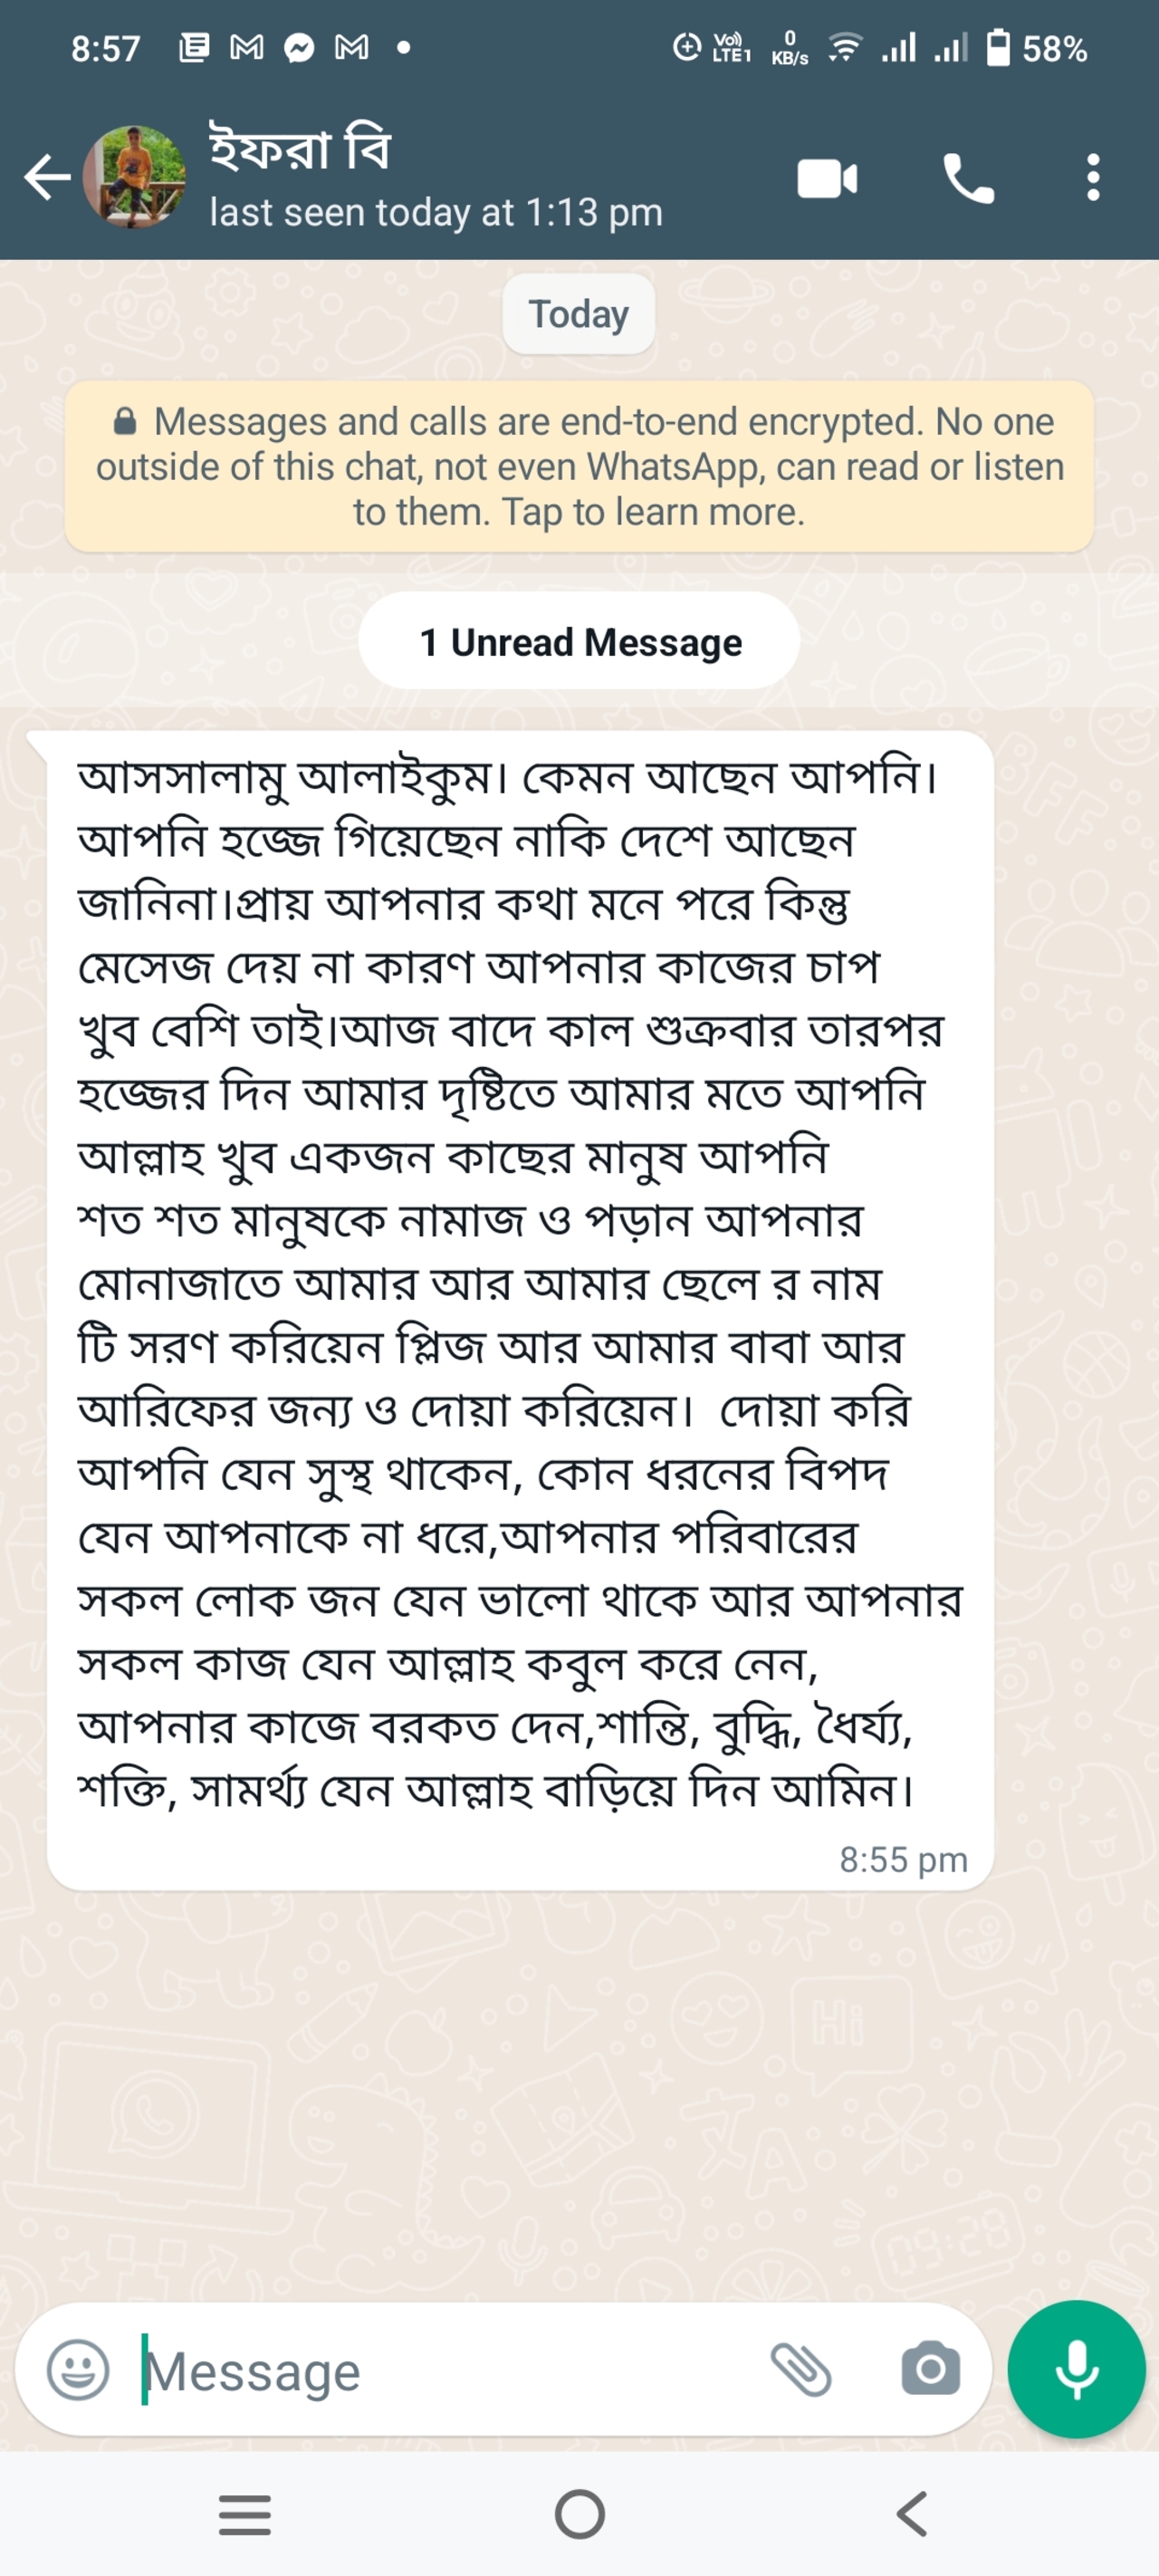 8:57
Vo)) LTE1 0 KB/s 58%
ইফরা বি
last seen today at 1:13 pm
Today
Messages and calls are end-to-end encrypted. No one
outside of this chat, not even WhatsApp, can read or listen
to them. Tap to learn more.
1 Unread Message
আসসালামু আলাইকুম। কেমন আছেন আপনি।
আপনি হজ্জে গিয়েছেন নাকি দেশে আছেন
জানিনা।প্রায় আপনার কথা মনে পরে কিন্তু
মেসেজ দেয় না কারণ আপনার কাজের চাপ
খুব বেশি তাই।আজ বাদে কাল শুক্রবার তারপর
হজ্জের দিন আমার দৃষ্টিতে আমার মতে আপনি
আল্লাহ খুব একজন কাছের মানুষ আপনি
শত শত মানুষকে নামাজ ও পড়ান আপনার
মোনাজাতে আমার আর আমার ছেলে র নাম
টি সরণ করিয়েন প্লিজ আর আমার বাবা আর
আরিফের জন্য ও দোয়া করিয়েন।  দোয়া করি
আপনি যেন সুস্থ থাকেন, কোন ধরনের বিপদ
যেন আপনাকে না ধরে,আপনার পরিবারের
সকল লোক জন যেন ভালো থাকে আর আপনার
সকল কাজ যেন আল্লাহ কবুল করে নেন,
আপনার কাজে বরকত দেন,শান্তি, বুদ্ধি, ধৈর্য্য,
শক্তি, সামর্থ্য যেন আল্লাহ বাড়িয়ে দিন আমিন।
8:55 pm
Message